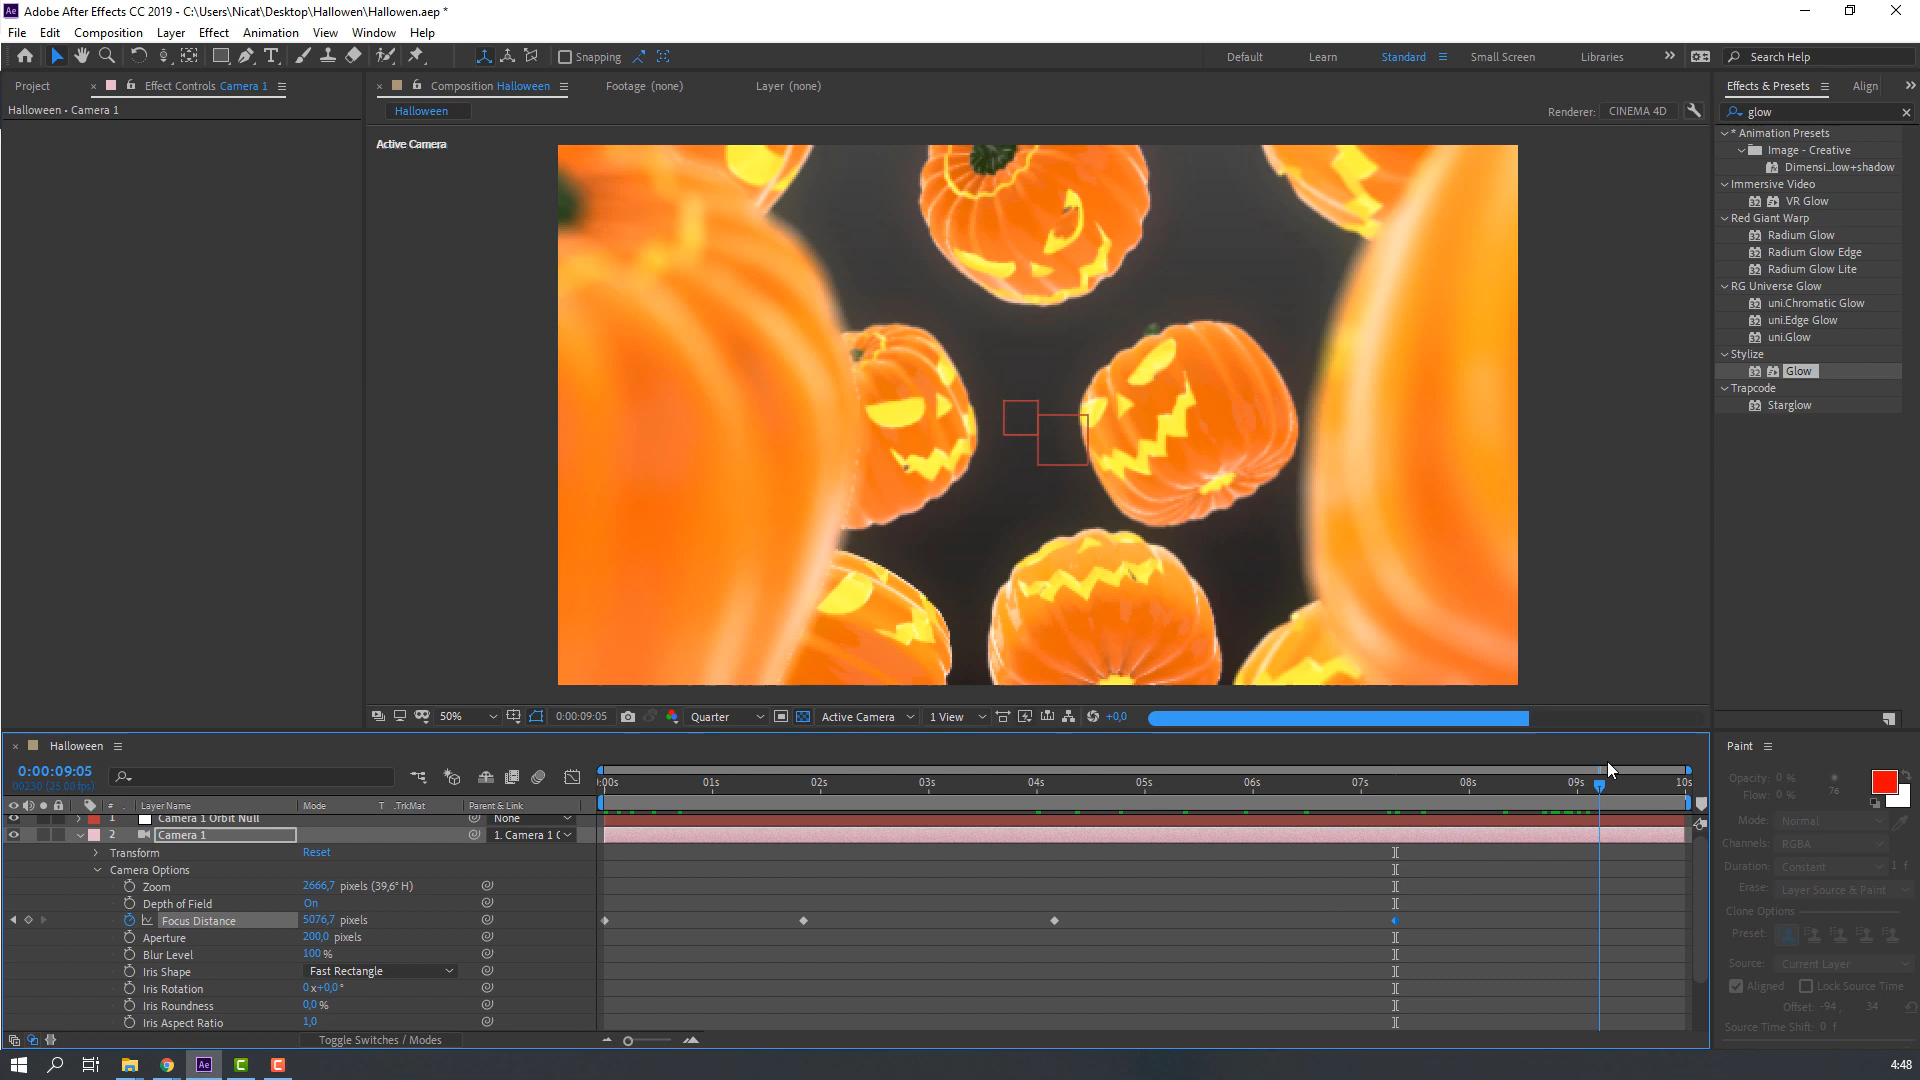 Adobe After Effects CC 2019 - C:\Users\Nicat\Desktop\Hallowen\Hallowen.aep *
File Edit Composition Layer Effect Animation View Window Help
Snapping Default Learn Standard Small Screen Libraries Search Help
Project Effect Controls Camera 1 Composition Halloween Footage (none) Layer (none) Effects & Presets Align
Halloween • Camera 1 Halloween Renderer: CINEMA 4D glow
Active Camera
* Animation Presets
Image - Creative
Dimensi...low+shadow
Immersive Video
VR Glow
Red Giant Warp
Radium Glow
Radium Glow Edge
Radium Glow Lite
RG Universe Glow
uni.Chromatic Glow
uni.Edge Glow
uni.Glow
Stylize
Glow
Trapcode
Starglow
50% 0:00:09:05 Quarter Active Camera 1 View +0,0
Halloween
0:00:09:05
00230 (25.00 fps)
:00s 01s 02s 03s 04s 05s 06s 07s 08s 09s 10s
# Layer Name Mode T .TrkMat Parent & Link
1 Camera 1 Orbit Null None
2 Camera 1 1. Camera 1 O
Transform Reset
Camera Options
Zoom 2666,7 pixels (39,6° H)
Depth of Field On
Focus Distance 5076,7 pixels
Aperture 200,0 pixels
Blur Level 100 %
Iris Shape Fast Rectangle
Iris Rotation 0x+0,0°
Iris Roundness 0,0 %
Iris Aspect Ratio 1,0
Toggle Switches / Modes
Paint
Opacity: 0 %
Flow: 0 % 76
Mode: Normal
Channels: RGBA
Duration: Constant 1 f
Erase: Layer Source & Paint
Clone Options
Preset:
Source: Current Layer
Aligned Lock Source Time
Offset: -94 , 34
Source Time Shift: 0 f
Ae
4:48